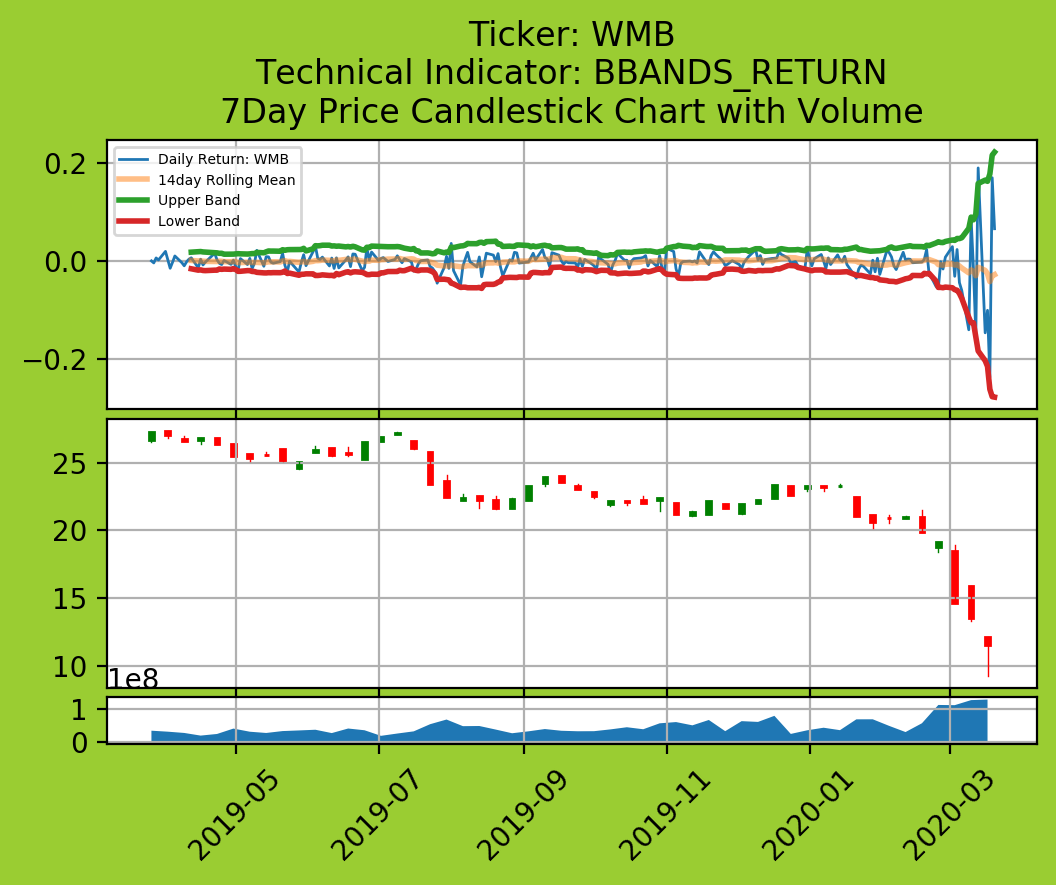 Ticker: WMB
Technical Indicator: BBANDS_RETURN
7Day Price Candlestick Chart with Volume
Daily Return: WMB
14day Rolling Mean
Upper Band
Lower Band
0.2
0.0
−0.2
25
20
15
10
1e8
1
0
2019-05
2019-07
2019-09
2019-11
2020-01
2020-03